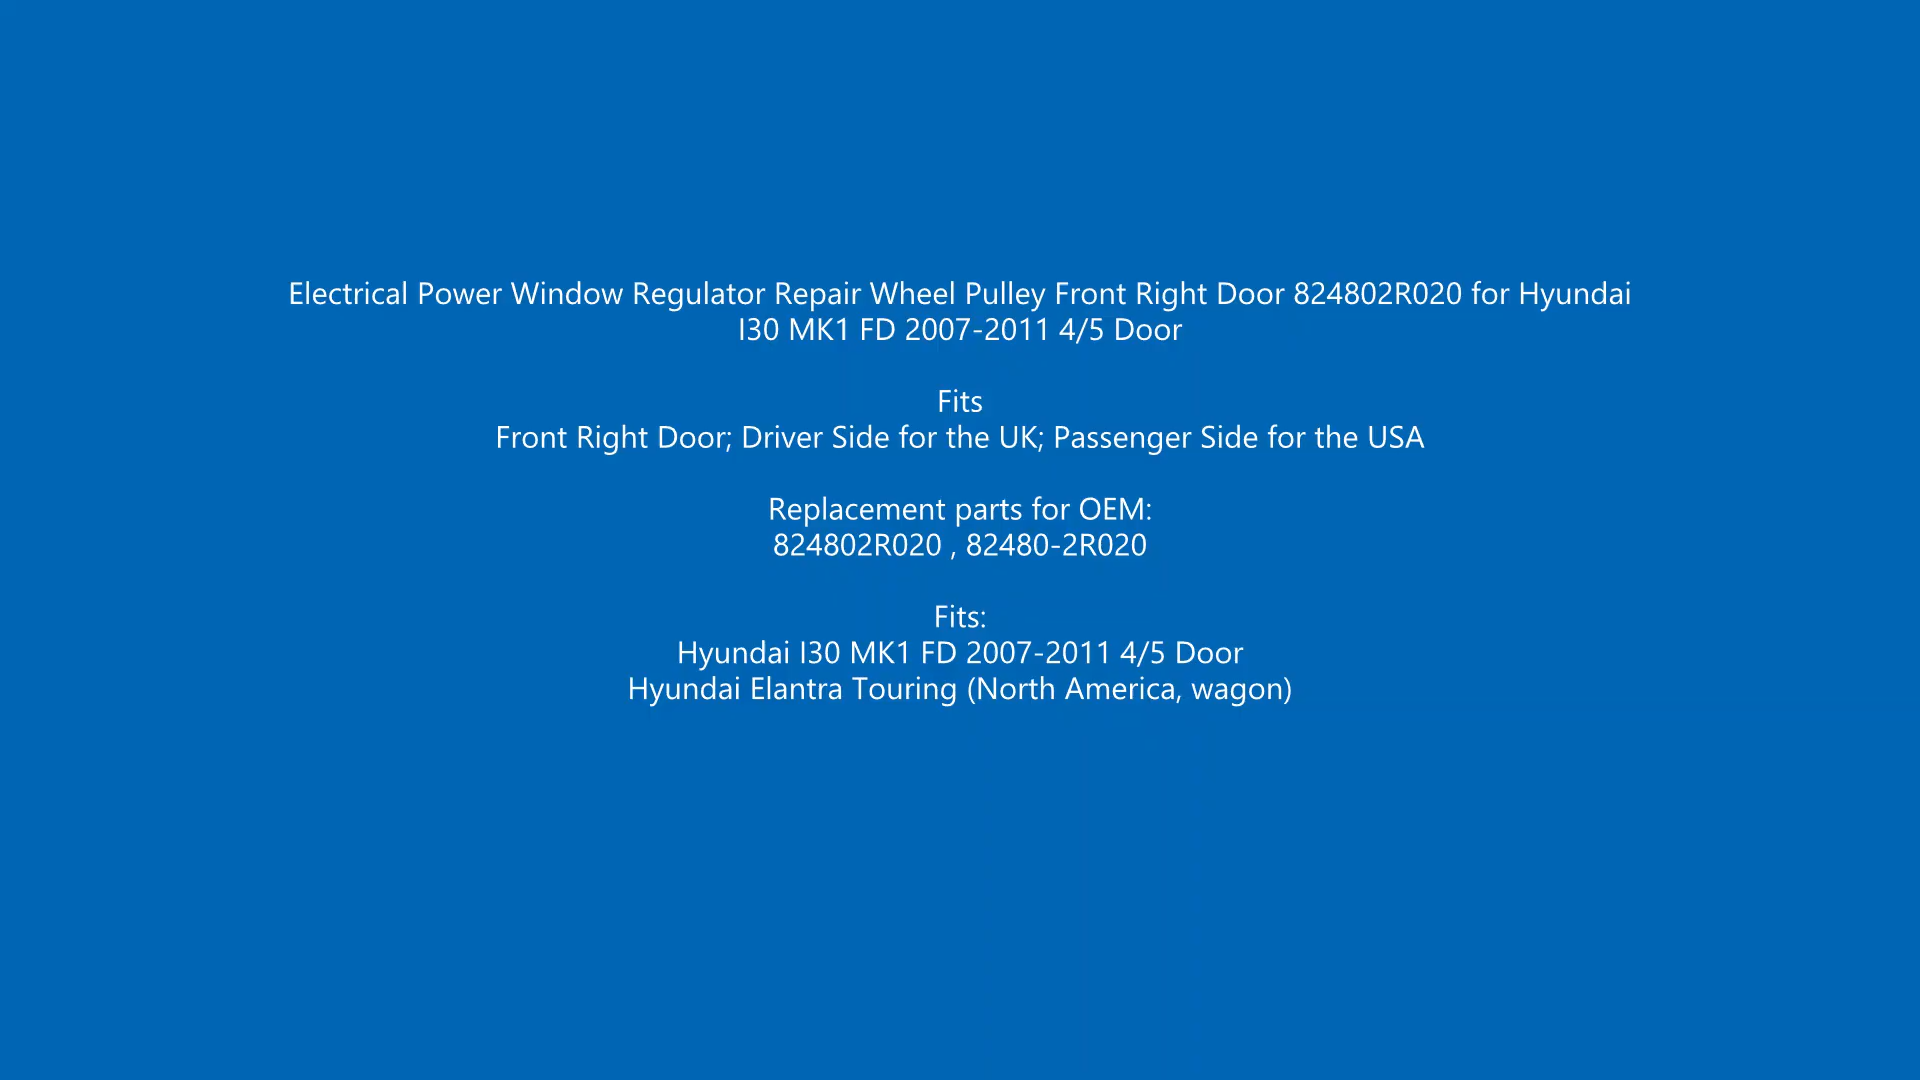 Electrical Power Window Regulator Repair Wheel Pulley Front Right Door 824802R020 for Hyundai
I30 MK1 FD 2007-2011 4/5 Door
Fits
Front Right Door; Driver Side for the UK; Passenger Side for the USA
Replacement parts for OEM:
824802R020 , 82480-2R020
Fits:
Hyundai I30 MK1 FD 2007-2011 4/5 Door
Hyundai Elantra Touring (North America, wagon)